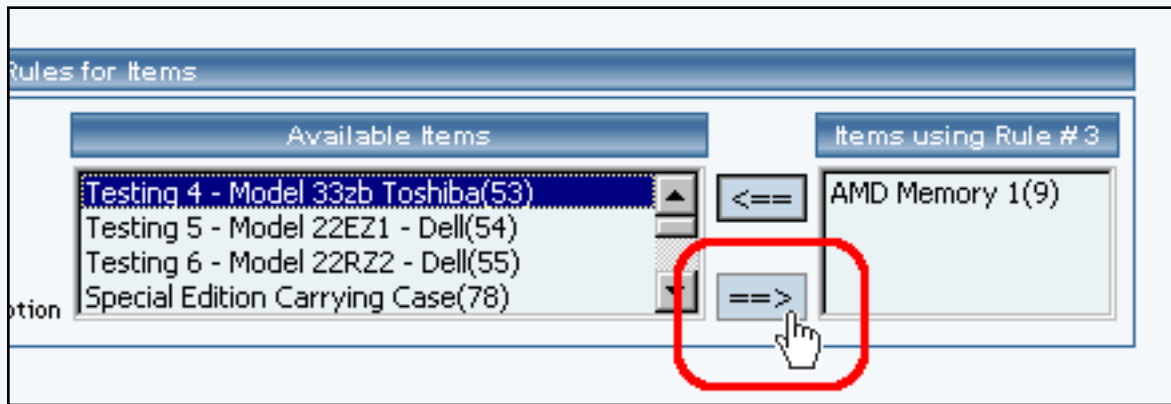 Rules for Items
Available Items
Items using Rule # 3
Testing 4 - Model 33zb Toshiba(53)
Testing 5 - Model 22EZ1 - Dell(54)
Testing 6 - Model 22RZ2 - Dell(55)
Special Edition Carrying Case(78)
<==
==>
AMD Memory 1(9)
ption